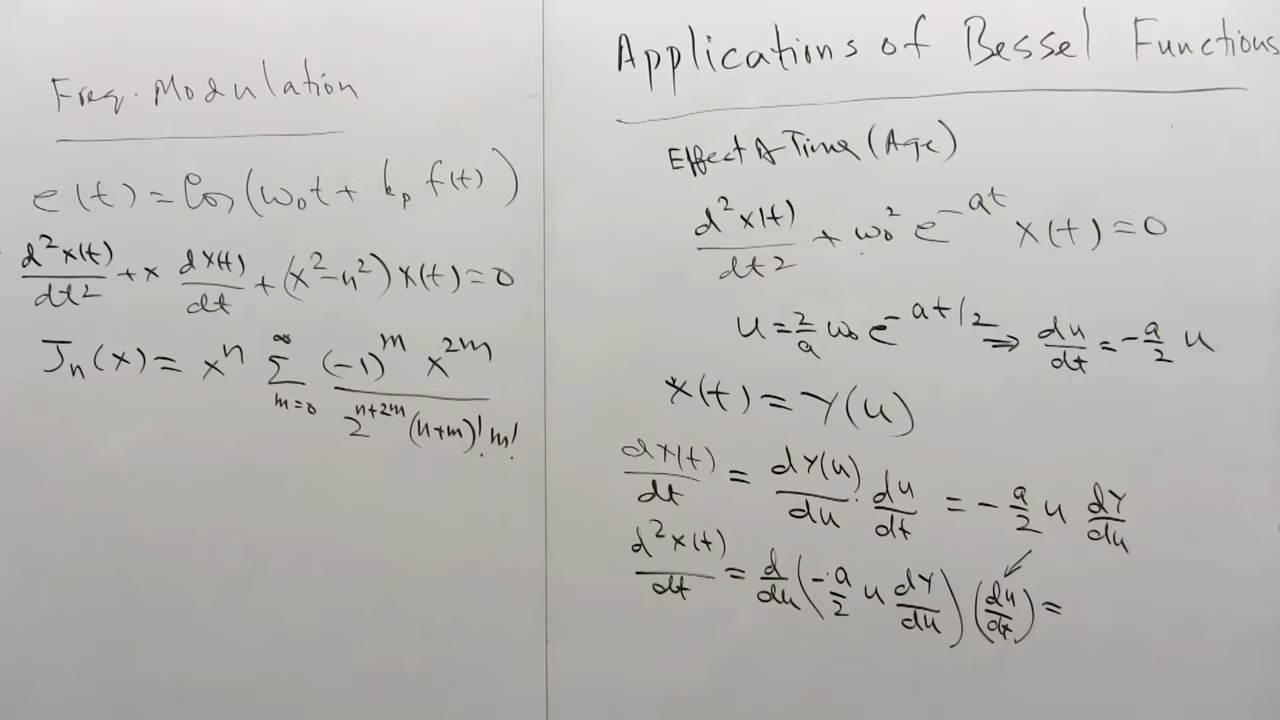 Freq. Modulation
e(t) = Cos(ω₀t + kₚ f(t))
d²x(t)/dt² + x dx(t)/dt + (x² - n²) x(t) = 0
Jₙ(x) = xⁿ ∑_{m=0}^{∞} (-1)^m x^{2m} / 2^{n+2m} (n+m)! m!
Applications of Bessel Functions
Effect of Time (Age)
d²x(t)/dt² + ω₀² e^{-at} x(t) = 0
u = 2/a ω₀ e^{-at/2} ⇒ du/dt = -a/2 u
x(t) = Y(u)
dx(t)/dt = dY(u)/du · du/dt = -a/2 u dY/du
d²x(t)/dt = d/du (-a/2 u dY/du) (du/dt) =